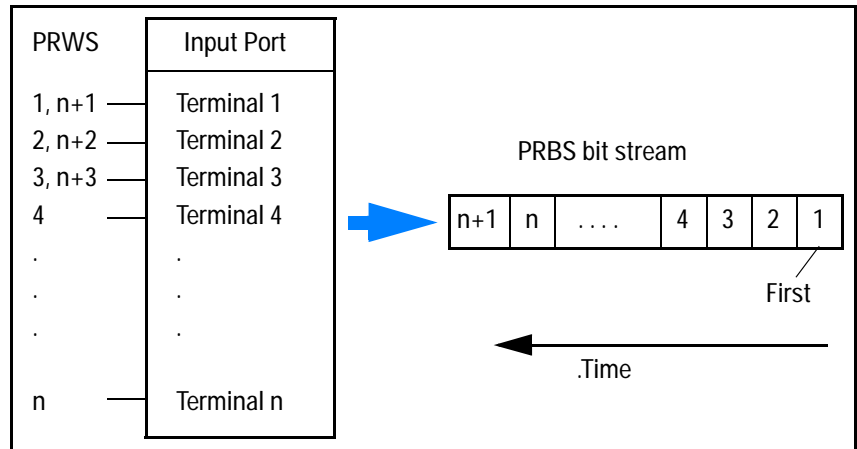 PRWS Input Port
1, n+1 Terminal 1
2, n+2 Terminal 2
3, n+3 Terminal 3
4 Terminal 4
. .
. .
. .
n Terminal n
PRBS bit stream
n+1 n . . . . 4 3 2 1
First
.Time